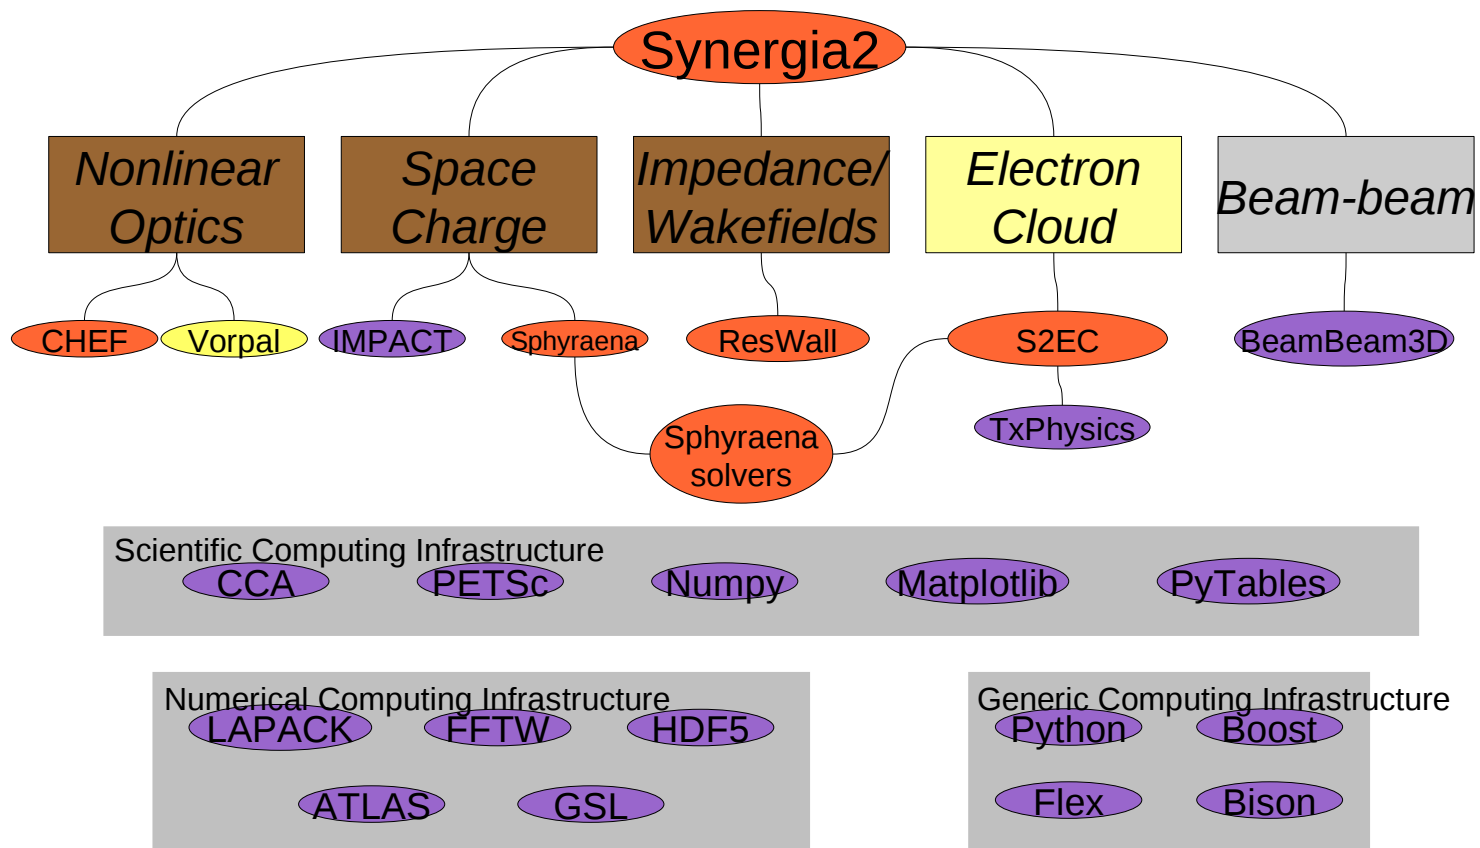 Synergia2
Nonlinear
Optics
Space
Charge
Impedance/
Wakefields
Electron
Cloud
Beam-beam
CHEF
Vorpal
IMPACT
Sphyraena
ResWall
S2EC
BeamBeam3D
TxPhysics
Sphyraena
solvers
Scientific Computing Infrastructure
CCA
PETSc
Numpy
Matplotlib
PyTables
Numerical Computing Infrastructure
LAPACK
FFTW
HDF5
ATLAS
GSL
Generic Computing Infrastructure
Python
Boost
Flex
Bison